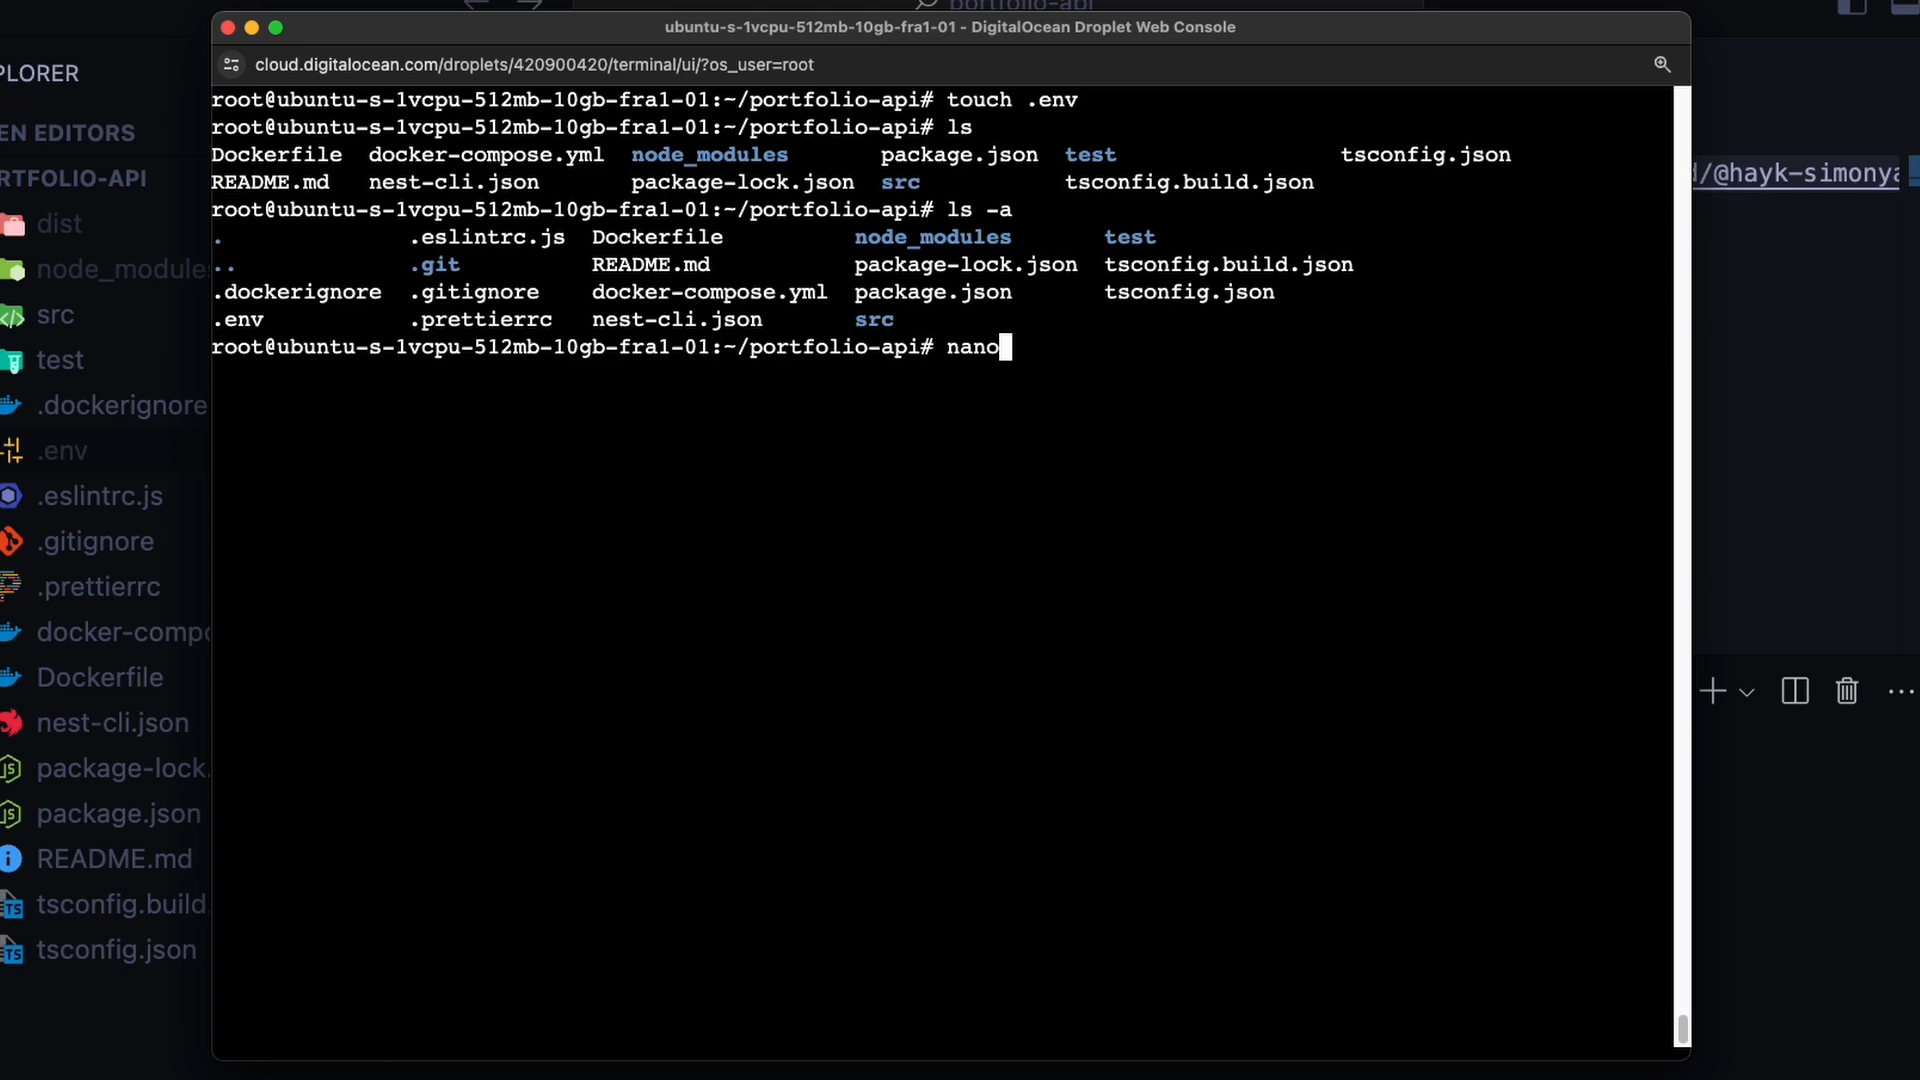 portfolio-api
ubuntu-s-1vcpu-512mb-10gb-fra1-01 - DigitalOcean Droplet Web Console
cloud.digitalocean.com/droplets/420900420/terminal/ui/?os_user=root
root@ubuntu-s-1vcpu-512mb-10gb-fra1-01:~/portfolio-api# touch .env
root@ubuntu-s-1vcpu-512mb-10gb-fra1-01:~/portfolio-api# ls
Dockerfile docker-compose.yml node_modules package.json test tsconfig.json
README.md nest-cli.json package-lock.json src tsconfig.build.json
root@ubuntu-s-1vcpu-512mb-10gb-fra1-01:~/portfolio-api# ls -a
. .eslintrc.js Dockerfile node_modules test
.. .git README.md package-lock.json tsconfig.build.json
.dockerignore .gitignore docker-compose.yml package.json tsconfig.json
.env .prettierrc nest-cli.json src
root@ubuntu-s-1vcpu-512mb-10gb-fra1-01:~/portfolio-api# nano
PLORER
EN EDITORS
RTFOLIO-API
dist
node_modules
src
test
.dockerignore
.env
.eslintrc.js
.gitignore
.prettierrc
docker-compo
Dockerfile
nest-cli.json
package-lock.
package.json
README.md
tsconfig.build.
tsconfig.json
/@hayk-simonya